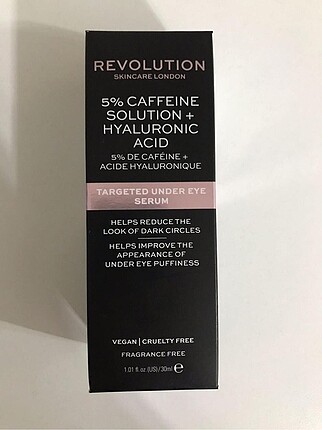 REVOLUTION
SKINCARE LONDON
5% CAFFEINE
SOLUTION +
HYALURONIC
ACID
5% DE CAFÉINE +
ACIDE HYALURONIQUE
TARGETED UNDER EYE
SERUM
HELPS REDUCE THE
LOOK OF DARK CIRCLES
HELPS IMPROVE THE
APPEARANCE OF
UNDER EYE PUFFINESS
VEGAN | CRUELTY FREE
FRAGRANCE FREE
1.01 fl.oz (US)/30ml ℮